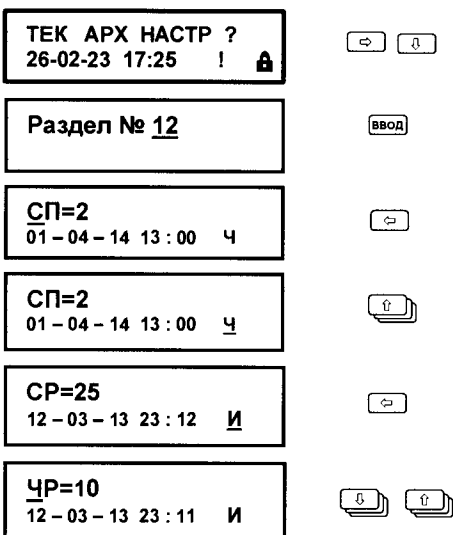 ТЕК АРХ НАСТР ?
26-02-23 17:25 !
Раздел № 12
ВВОД
СП=2
01 – 04 – 14 13 : 00 Ч
СП=2
01 – 04 – 14 13 : 00 Ч
СР=25
12 – 03 – 13 23 : 12 И
ЧР=10
12 – 03 – 13 23 : 11 И